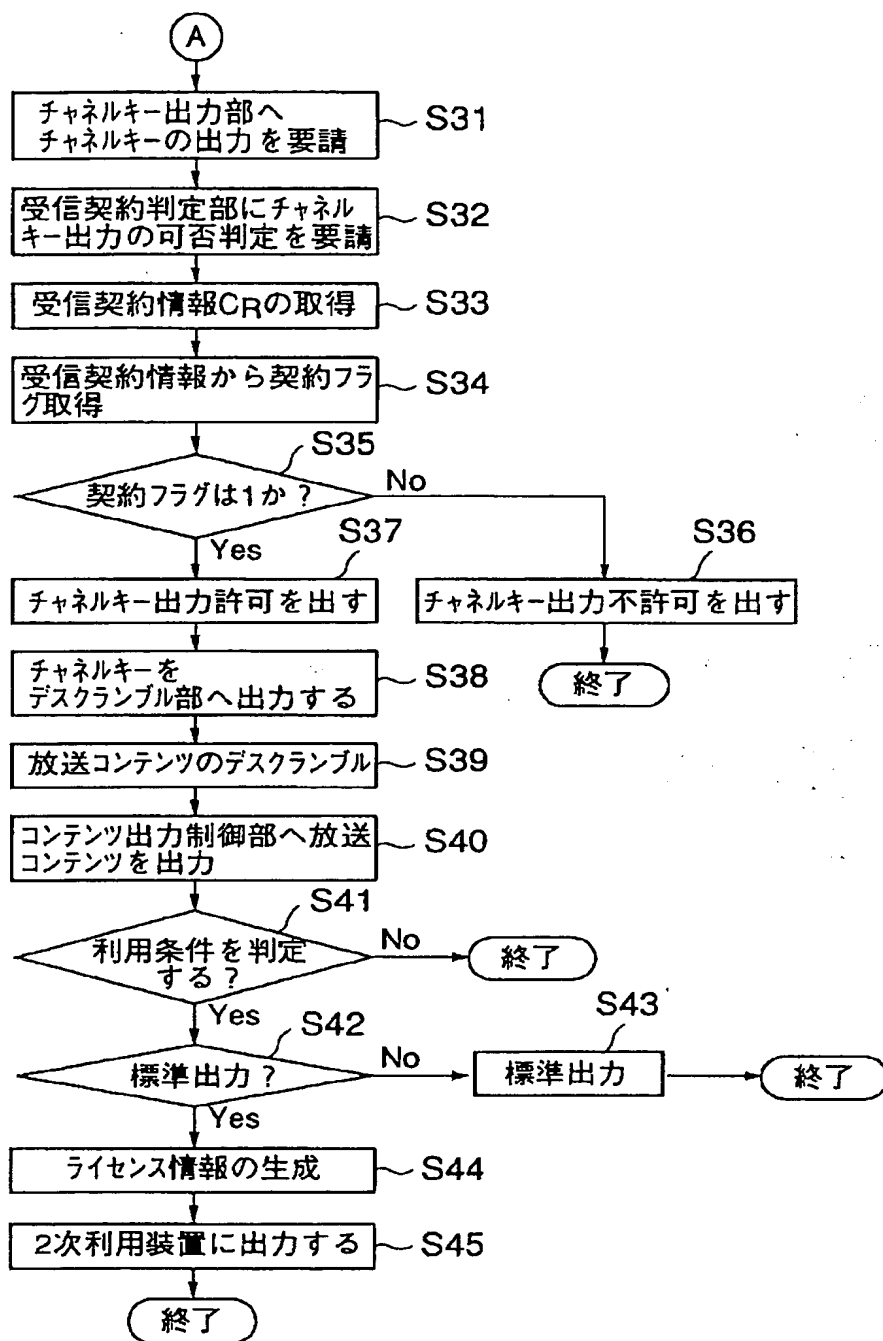 A
チャネルキー出力部へ
チャネルキーの出力を要請
S31
受信契約判定部にチャネル
キー出力の可否判定を要請
S32
受信契約情報CRの取得
S33
受信契約情報から契約フラ
グ取得
S34
S35
契約フラグは1か?
No
Yes
S37
S36
チャネルキー出力許可を出す
チャネルキー出力不許可を出す
終了
チャネルキーを
デスクランブル部へ出力する
S38
放送コンテンツのデスクランブル
S39
コンテンツ出力制御部へ放送
コンテンツを出力
S40
S41
利用条件を判定
する?
No
終了
Yes
S42
標準出力?
No
S43
標準出力
終了
Yes
ライセンス情報の生成
S44
2次利用装置に出力する
S45
終了